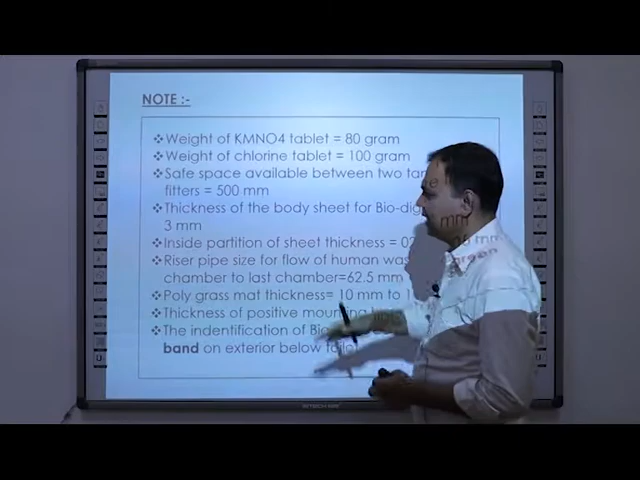 NOTE :-
❖Weight of KMNO4 tablet = 80 gram
❖Weight of chlorine tablet = 100 gram
❖Safe space available between two
fitters = 500 mm
❖Thickness of the body sheet for
3 mm
❖Inside partition of sheet thickness =
❖Riser pipe size for flow of human
chamber to last chamber=62.5 mm
❖Poly grass mat thickness= 10 mm to
❖Thickness of positive
❖The indentification of
band on exterior below